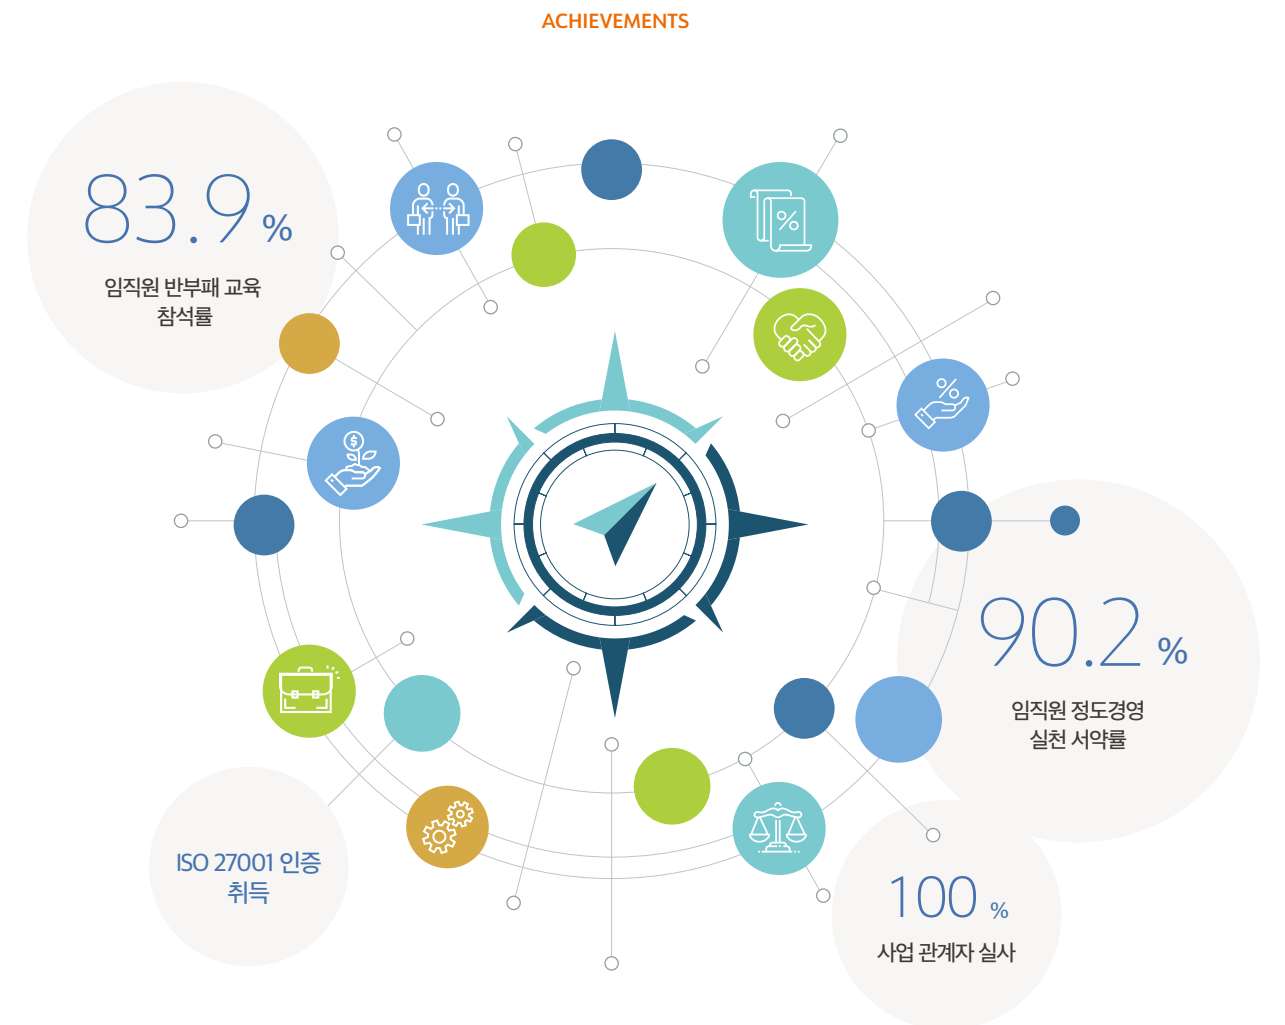 ACHIEVEMENTS
83.9 %
임직원 반부패 교육
참석률
90.2 %
임직원 정도경영
실천 서약률
ISO 27001 인증
취득
100 %
사업 관계자 실사